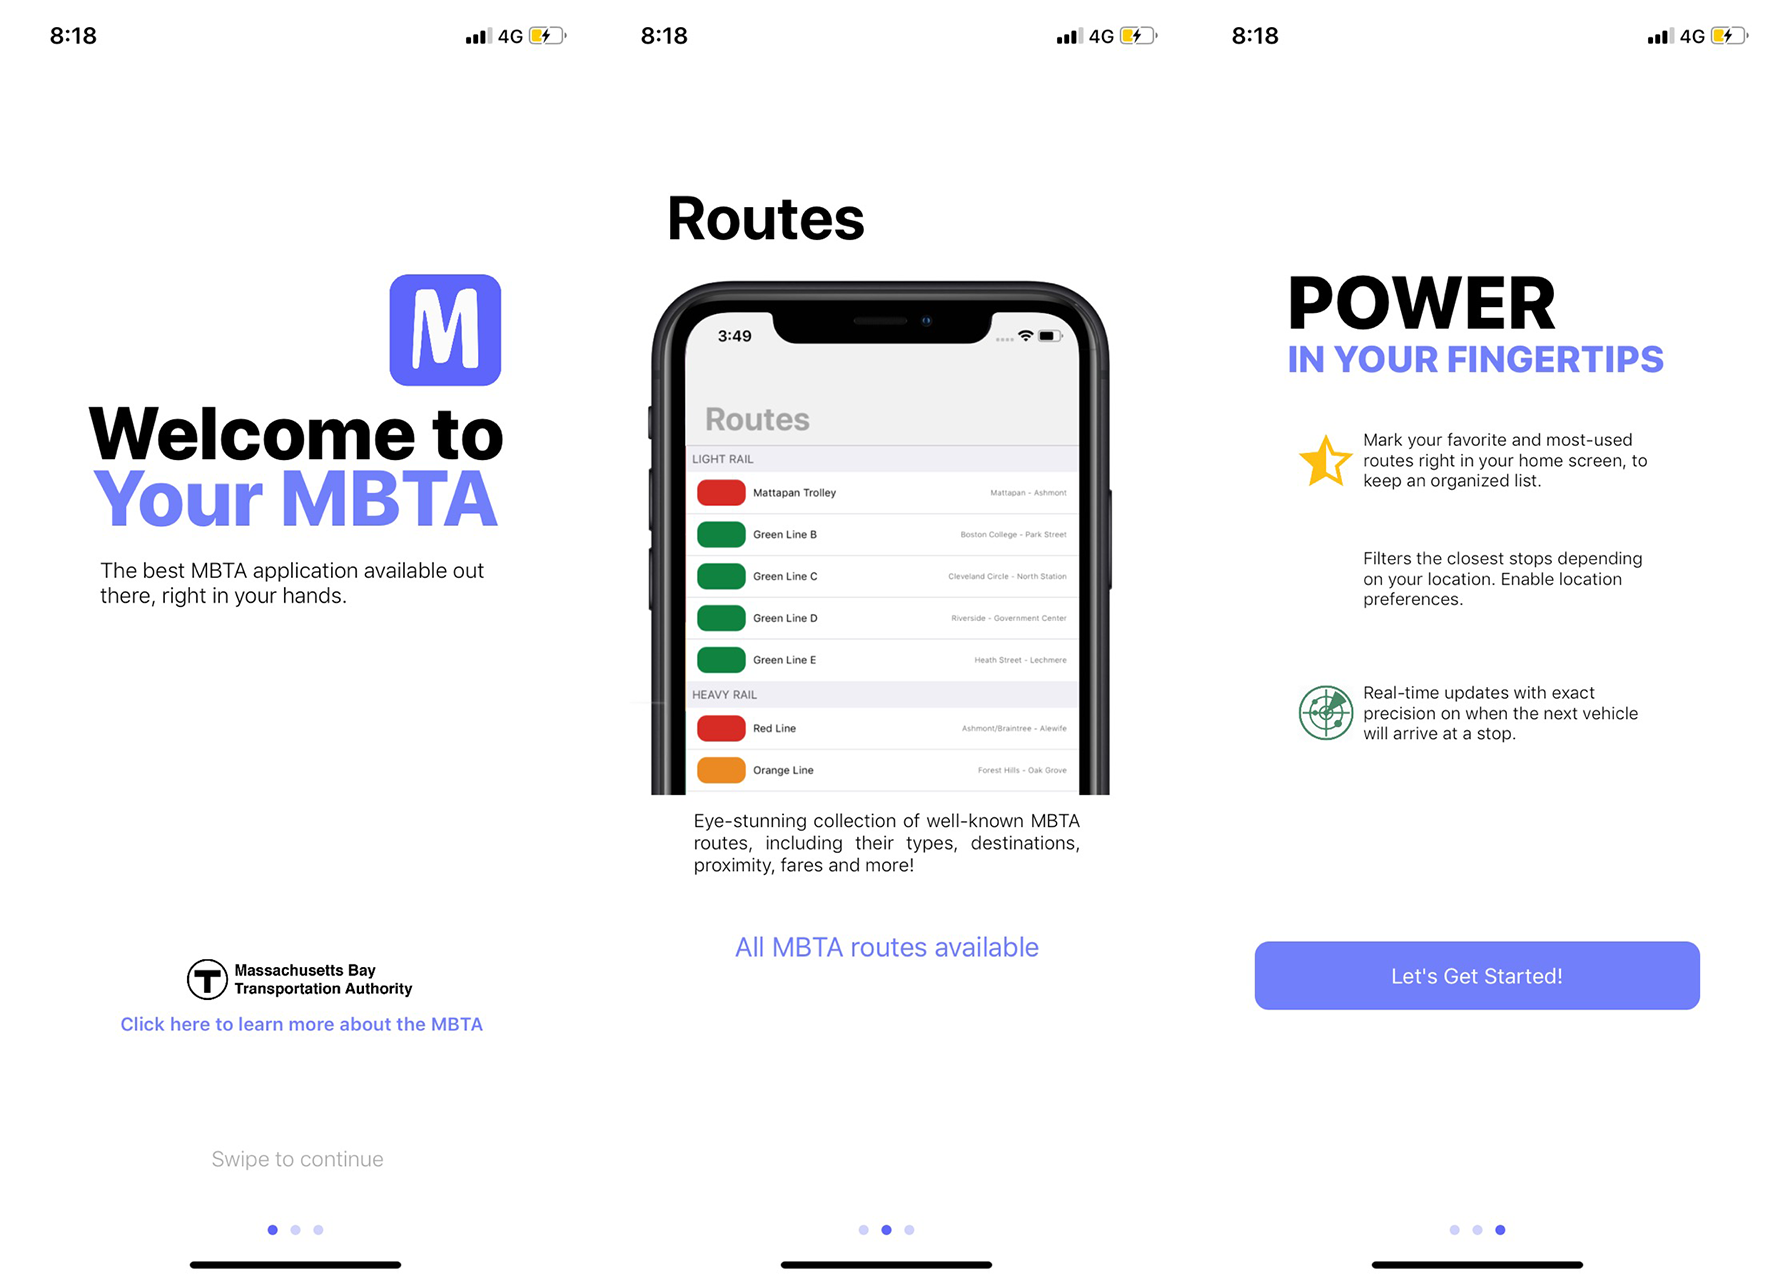 8:18
4G
M
Welcome to
Your MBTA
The best MBTA application available out
there, right in your hands.
T
Massachusetts Bay
Transportation Authority
Click here to learn more about the MBTA
Swipe to continue
8:18
4G
Routes
3:49
Routes
LIGHT RAIL
Mattapan Trolley
Mattapan - Ashmont
Green Line B
Boston College - Park Street
Green Line C
Cleveland Circle - North Station
Green Line D
Riverside - Government Center
Green Line E
Heath Street - Lechmere
HEAVY RAIL
Red Line
Ashmont/Braintree - Alewife
Orange Line
Forest Hills - Oak Grove
Eye-stunning collection of well-known MBTA
routes, including their types, destinations,
proximity, fares and more!
All MBTA routes available
8:18
4G
POWER
IN YOUR FINGERTIPS
Mark your favorite and most-used
routes right in your home screen, to
keep an organized list.
Filters the closest stops depending
on your location. Enable location
preferences.
Real-time updates with exact
precision on when the next vehicle
will arrive at a stop.
Let's Get Started!